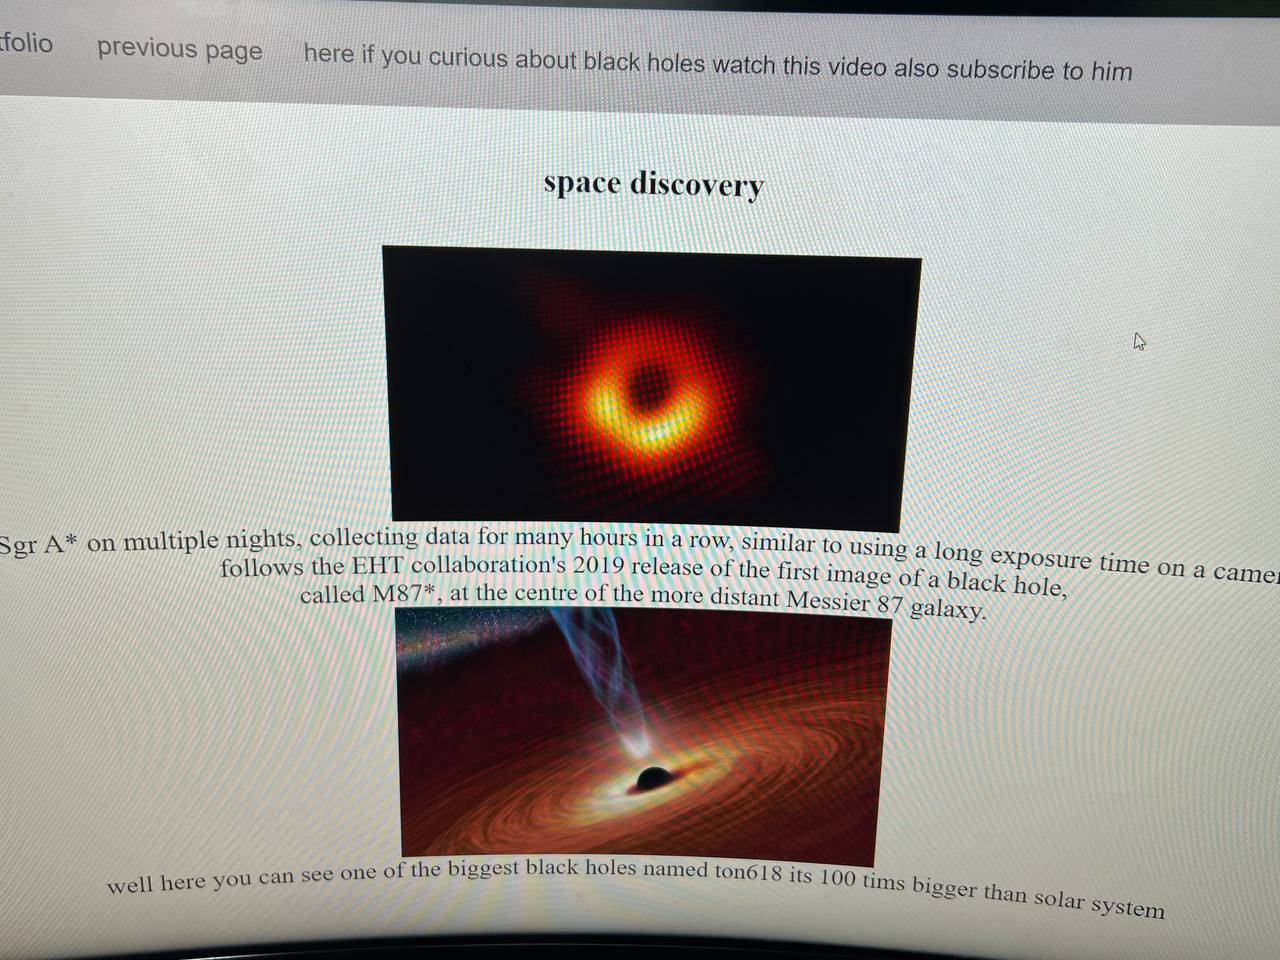 previous page here if you curious about black holes watch this video also subscribe to him
space discovery
Sgr A* on multiple nights, collecting data for many hours in a row, similar to using a long exposure time on a
follows the EHT collaboration's 2019 release of the first image of a black hole,
called M87*, at the centre of the more distant Messier 87 galaxy.
well here you can see one of the biggest black holes named ton618 its 100 tims bigger than solar system